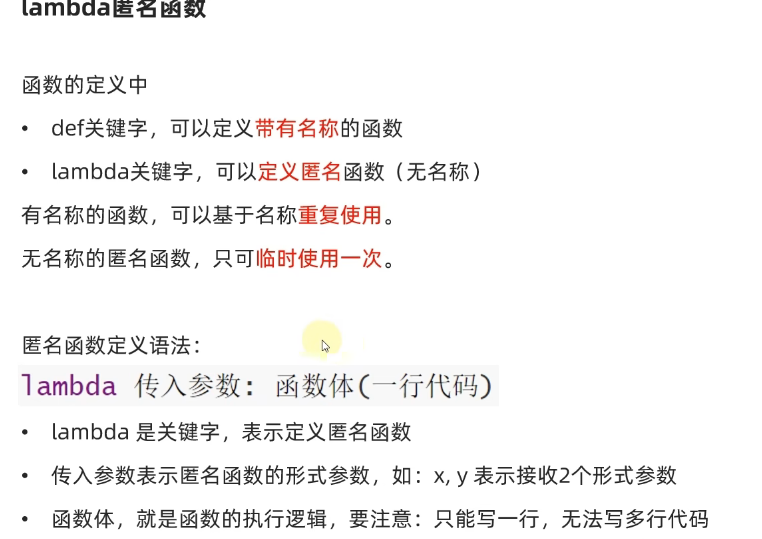 lambda匿名函数
函数的定义中
• def关键字，可以定义带有名称的函数
• lambda关键字，可以定义匿名函数（无名称）
有名称的函数，可以基于名称重复使用。
无名称的匿名函数，只可临时使用一次。
匿名函数定义语法：
lambda 传入参数: 函数体(一行代码)
• lambda 是关键字，表示定义匿名函数
• 传入参数表示匿名函数的形式参数，如：x, y 表示接收2个形式参数
• 函数体，就是函数的执行逻辑，要注意：只能写一行，无法写多行代码